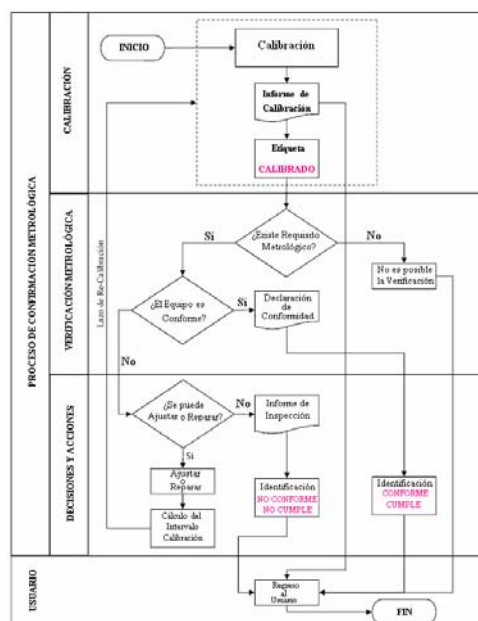 PROCESO DE CONFIRMACIÓN METROLÓGICA
CALIBRACIÓN
INICIO
Calibración
Informe de
Calibración
Etiqueta
CALIBRADO
Lazo de Re-Calibración
VERIFICACIÓN METROLÓGICA
¿Existe Requisito
Metrológico?
Si
No
No es posible
la Verificación
¿El Equipo es
Conforme?
Si
Declaración
de
Conformidad
No
DECISIONES Y ACCIONES
¿Se puede
Ajustar o Reparar?
No
Informe de
Inspección
Si
Ajustar
o
Reparar
Cálculo del
Intervalo
Calibración
Identificación
NO CONFORME
NO CUMPLE
Identificación
CONFORME
CUMPLE
USUARIO
Regreso
al
Usuario
FIN